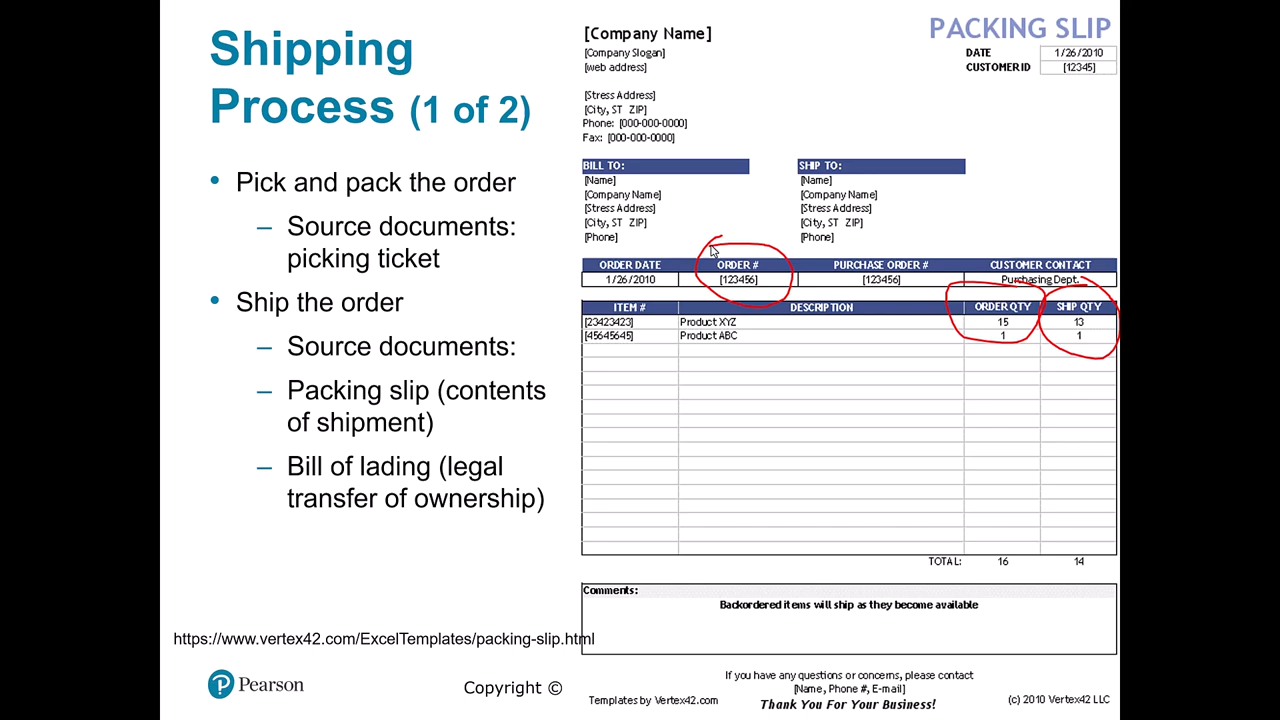 Shipping
Process (1 of 2)
• Pick and pack the order
– Source documents:
picking ticket
• Ship the order
– Source documents:
– Packing slip (contents
of shipment)
– Bill of lading (legal
transfer of ownership)
https://www.vertex42.com/ExcelTemplates/packing-slip.html
Pearson
Copyright ©
PACKING SLIP
[Company Name]
[Company Slogan]
[web address]
DATE 1/26/2010
CUSTOMER ID [12345]
[Stress Address]
[City, ST ZIP]
Phone: [000-000-0000]
Fax: [000-000-0000]
BILL TO: SHIP TO:
[Name] [Name]
[Company Name] [Company Name]
[Stress Address] [Stress Address]
[City, ST ZIP] [City, ST ZIP]
[Phone] [Phone]
ORDER DATE ORDER # PURCHASE ORDER # CUSTOMER CONTACT
1/26/2010 [123456] [123456] Purchasing Dept.
ITEM # DESCRIPTION ORDER QTY SHIP QTY
[23423423] Product XYZ 15 13
[45645645] Product ABC 1 1
TOTAL: 16 14
Comments:
Backordered items will ship as they become available
If you have any questions or concerns, please contact
[Name, Phone #, E-mail]
Templates by Vertex42.com Thank You For Your Business! (c) 2010 Vertex42 LLC